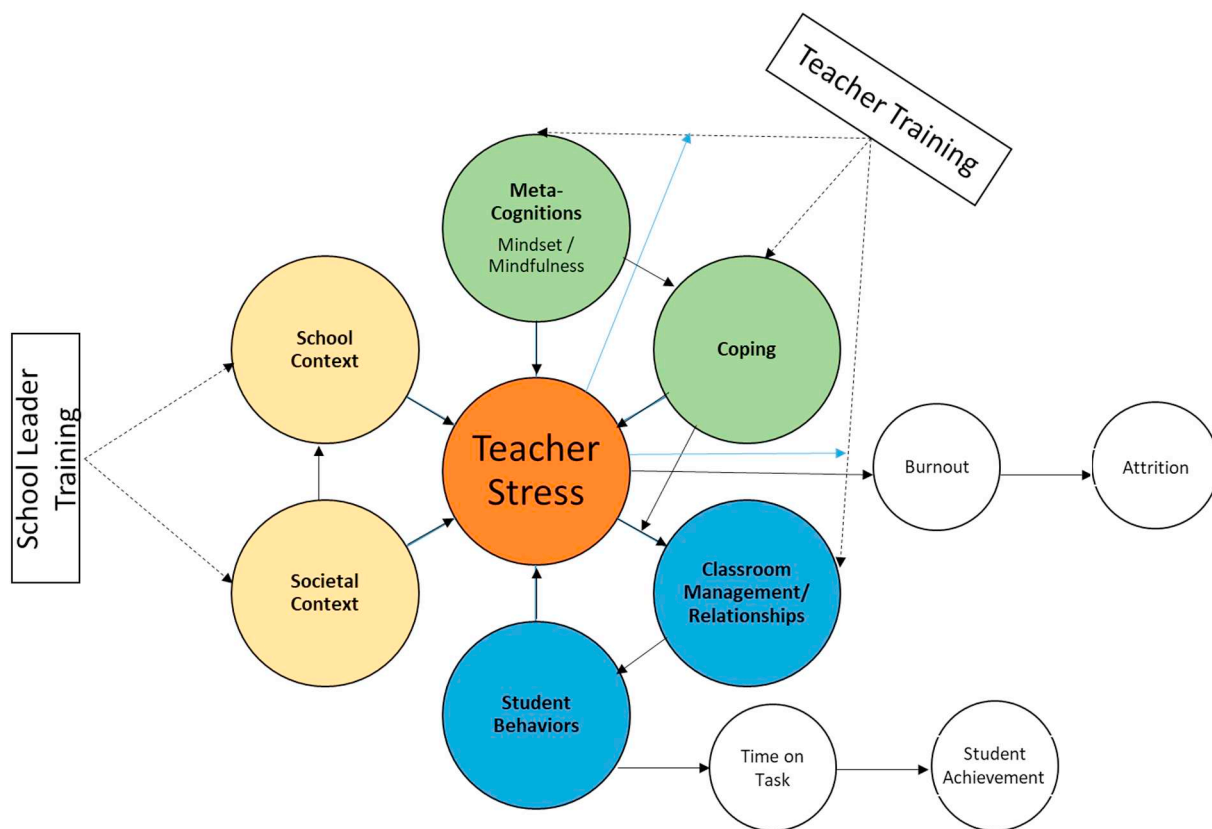 Teacher Training
Meta-
Cognitions
Mindset /
Mindfulness
School
Context
Coping
School Leader
Training
Teacher
Stress
Burnout
Attrition
Societal
Context
Classroom
Management/
Relationships
Student
Behaviors
Time on
Task
Student
Achievement